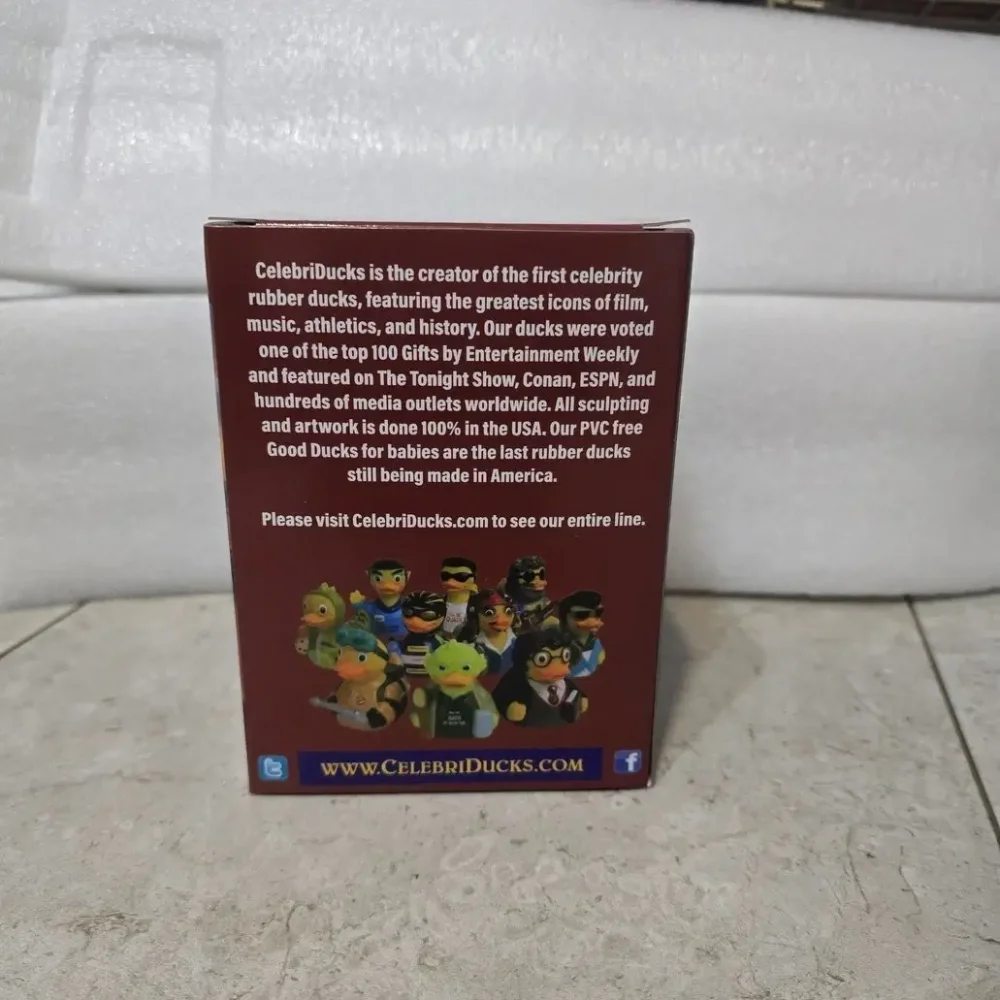 CelebriDucks is the creator of the first celebrity
rubber ducks, featuring the greatest icons of film,
music, athletics, and history. Our ducks were voted
one of the top 100 Gifts by Entertainment Weekly
and featured on The Tonight Show, Conan, ESPN, and
hundreds of media outlets worldwide. All sculpting
and artwork is done 100% in the USA. Our PVC free
Good Ducks for babies are the last rubber ducks
still being made in America.
Please visit CelebriDucks.com to see our entire line.
WWW.CELEBRIDUCKS.COM
f